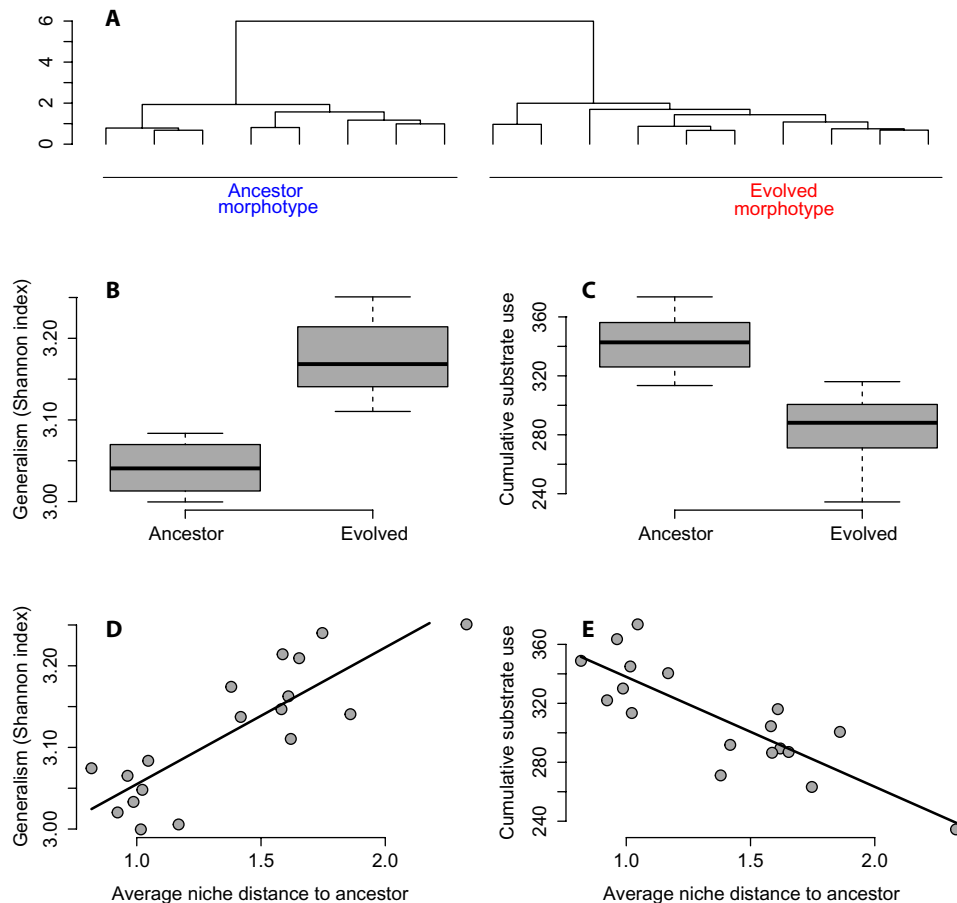 A
6
4
2
0
Ancestor
morphotype
Evolved
morphotype
B
Generalism (Shannon index)
3.20
3.10
3.00
Ancestor
Evolved
C
Cumulative substrate use
360
320
280
240
Ancestor
Evolved
D
Generalism (Shannon index)
3.20
3.10
3.00
1.0
1.5
2.0
Average niche distance to ancestor
E
Cumulative substrate use
360
320
280
240
1.0
1.5
2.0
Average niche distance to ancestor